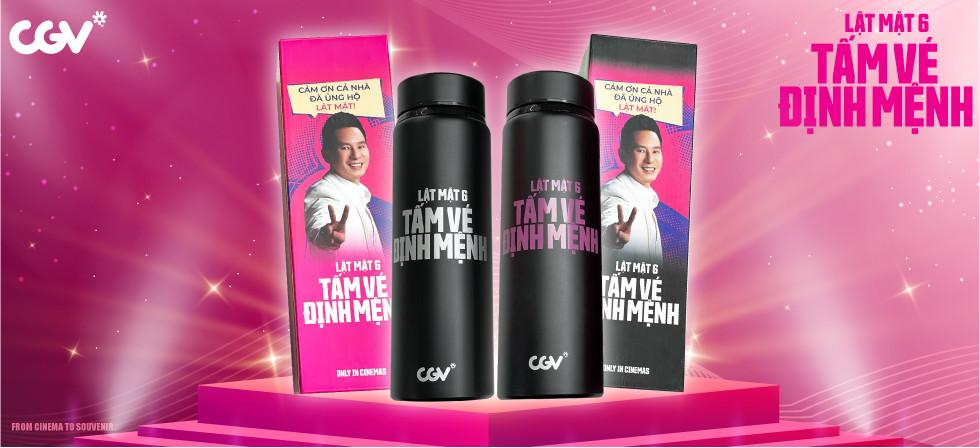 CGV*
LẬT MẶT 6
TẤM VÉ
ĐỊNH MỆNH
CẢM ƠN CẢ NHÀ
ĐÃ ỦNG HỘ
LẬT MẶT!
LẬT MẶT 6
TẤM VÉ
ĐỊNH MỆN
ONLY IN CINEMAS
LẬT MẶT 6
TẤM VÉ
ĐỊNH MỆNH
CGV*
LẬT MẶT 6
TẤM VÉ
ĐỊNH MỆNH
CGV*
CẢM ƠN CẢ NHÀ
ĐÃ ỦNG HỘ
LẬT MẶT!
LẬT MẶT 6
TẤM VÉ
NH MỆNH
ONLY IN CINEMAS
FROM CINEMA TO SOUVENIR